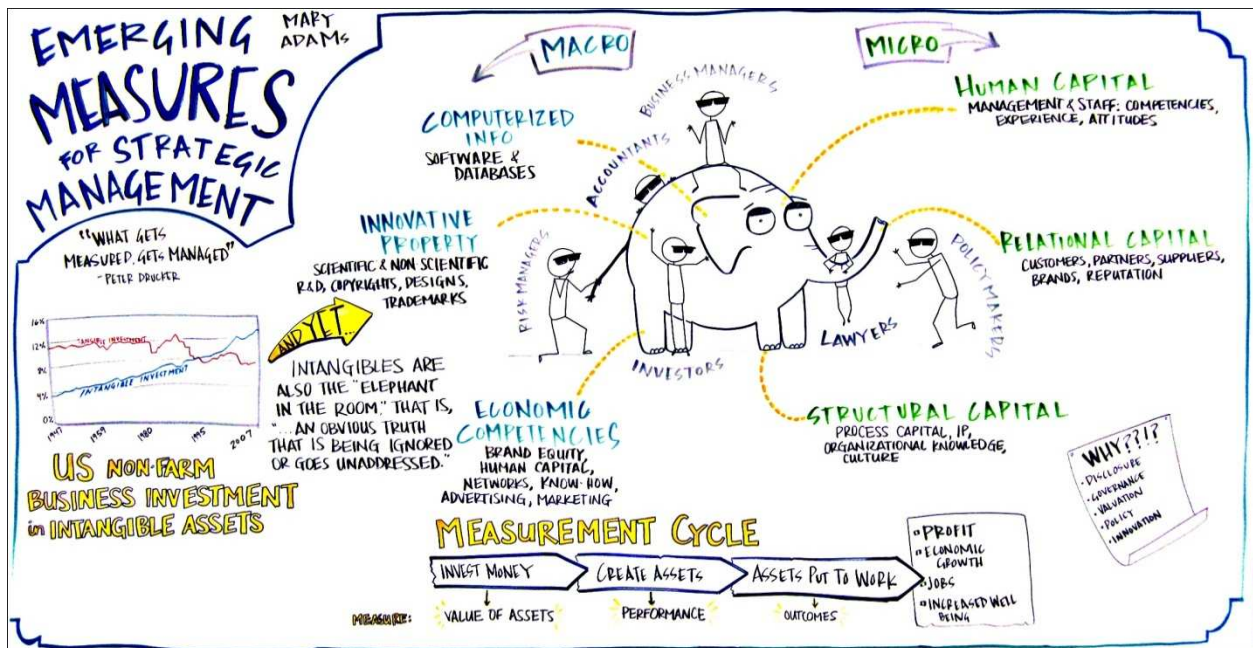 EMERGING
MEASURES
FOR STRATEGIC
MANAGEMENT
MARY
ADAMS
"WHAT GETS
MEASURED, GETS MANAGED"
- PETER DRUCKER
16%
12%
8%
4%
0%
TANGIBLE INVESTMENT
INTANGIBLE INVESTMENT
1947
1959
1980
1995
2007
US NON-FARM
BUSINESS INVESTMENT
in INTANGIBLE ASSETS
AND YET...
INTANGIBLES ARE
ALSO THE "ELEPHANT
IN THE ROOM." THAT IS,
"...AN OBVIOUS TRUTH
THAT IS BEING IGNORED
OR GOES UNADDRESSED."
MACRO
COMPUTERIZED
INFO
SOFTWARE &
DATABASES
INNOVATIVE
PROPERTY
SCIENTIFIC & NON SCIENTIFIC
R&D, COPYRIGHTS, DESIGNS,
TRADEMARKS
ECONOMIC
COMPETENCIES
BRAND EQUITY,
HUMAN CAPITAL,
NETWORKS, KNOW-HOW,
ADVERTISING, MARKETING
RISK MANAGERS
ACCOUNTANTS
BUSINESS MANAGERS
INVESTORS
LAWYERS
POLICY MAKERS
MICRO
HUMAN CAPITAL
MANAGEMENT & STAFF: COMPETENCIES,
EXPERIENCE, ATTITUDES
RELATIONAL CAPITAL
CUSTOMERS, PARTNERS, SUPPLIERS,
BRANDS, REPUTATION
STRUCTURAL CAPITAL
PROCESS CAPITAL, IP,
ORGANIZATIONAL KNOWLEDGE,
CULTURE
WHY???!?
• DISCLOSURE
• GOVERNANCE
• VALUATION
• POLICY
• INNOVATION
MEASUREMENT CYCLE
INVEST MONEY
CREATE ASSETS
ASSETS PUT TO WORK
PROFIT
ECONOMIC
GROWTH
JOBS
INCREASED WELL
BEING
MEASURE:
VALUE OF ASSETS
PERFORMANCE
OUTCOMES